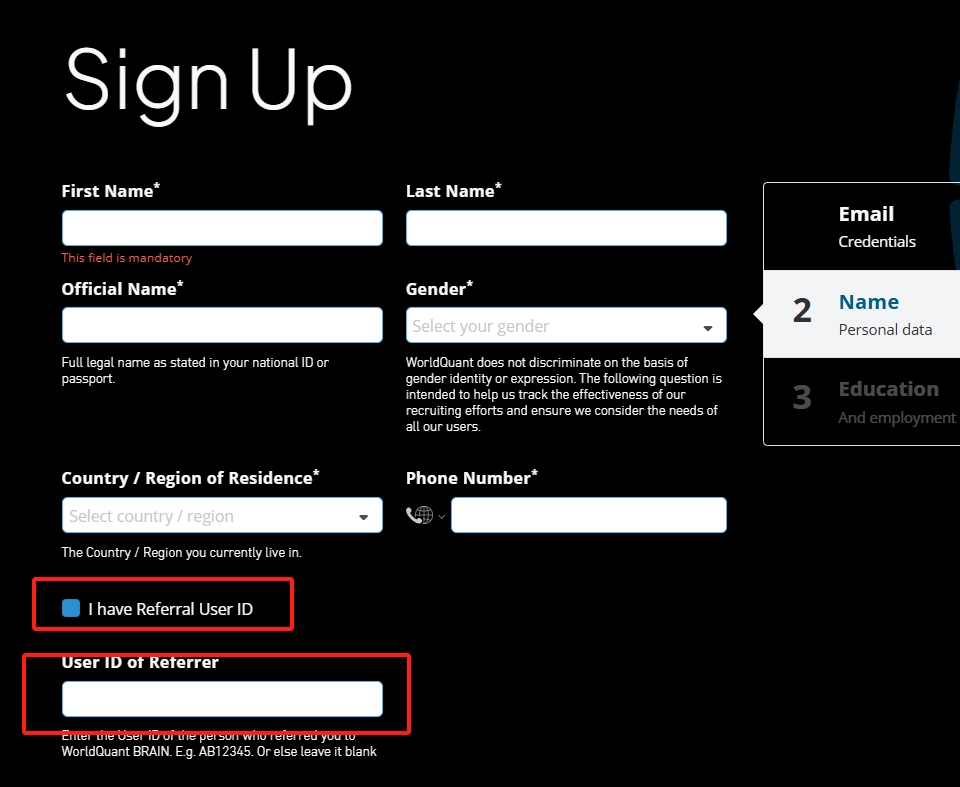 Sign Up
First Name*
Last Name*
This field is mandatory
Official Name*
Gender*
Select your gender
Full legal name as stated in your national ID or
passport.
WorldQuant does not discriminate on the basis of
gender identity or expression. The following question is
intended to help us track the effectiveness of our
recruiting efforts and ensure we consider the needs of
all our users.
Country / Region of Residence*
Phone Number*
Select country / region
The Country / Region you currently live in.
I have Referral User ID
User ID of Referrer
Enter the User ID of the person who referred you to
WorldQuant BRAIN. E.g. AB12345. Or else leave it blank
Email
Credentials
2
Name
Personal data
3
Education
And employment